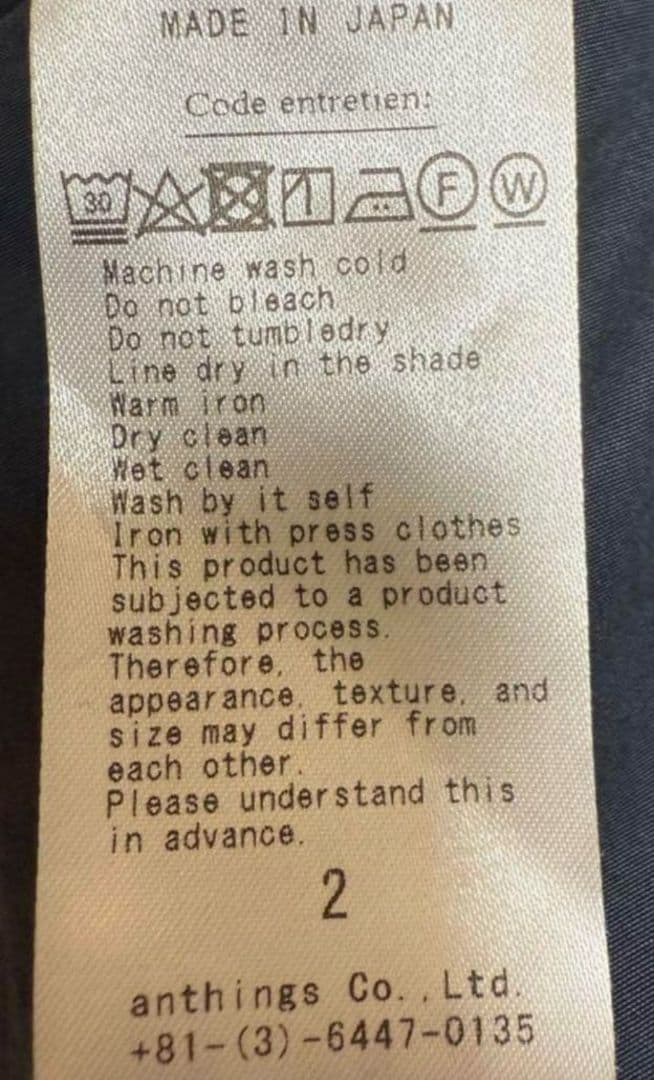 MADE IN JAPAN
Code entretien:
30 F W
Machine wash cold
Do not bleach
Do not tumbledry
Line dry in the shade
Warm iron
Dry clean
Wet clean
Wash by it self
Iron with press clothes
This product has been
subjected to a product
washing process.
Therefore, the
appearance, texture, and
size may differ from
each other.
Please understand this
in advance.
2
anthings Co.,Ltd.
+81-(3)-6447-0135